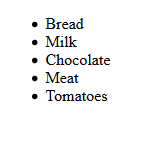 • Bread
• Milk
• Chocolate
• Meat
• Tomatoes